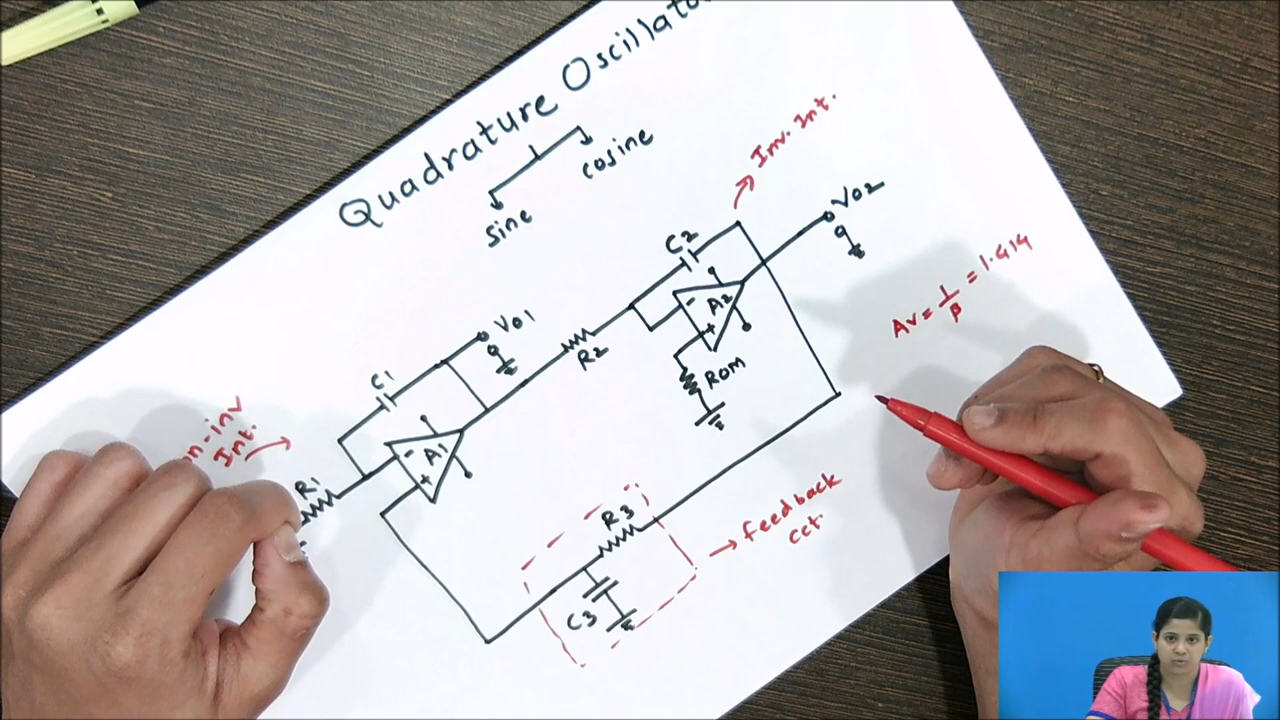 Quadrature Oscillato
sine
cosine
Inv. Int.
C2
Vo2
A2
-
+
R2
ROM
Av = 1/β = 1.414
Vo1
C1
A1
-
+
n-inv
Int.
R1
R3
C3
feedback
cct.